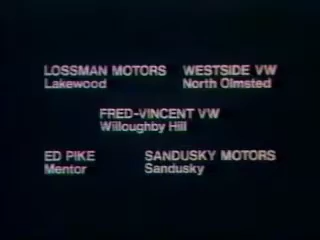 LOSSMAN MOTORS WESTSIDE VW
Lakewood North Olmsted
FRED-VINCENT VW
Willoughby Hill
ED PIKE SANDUSKY MOTORS
Mentor Sandusky